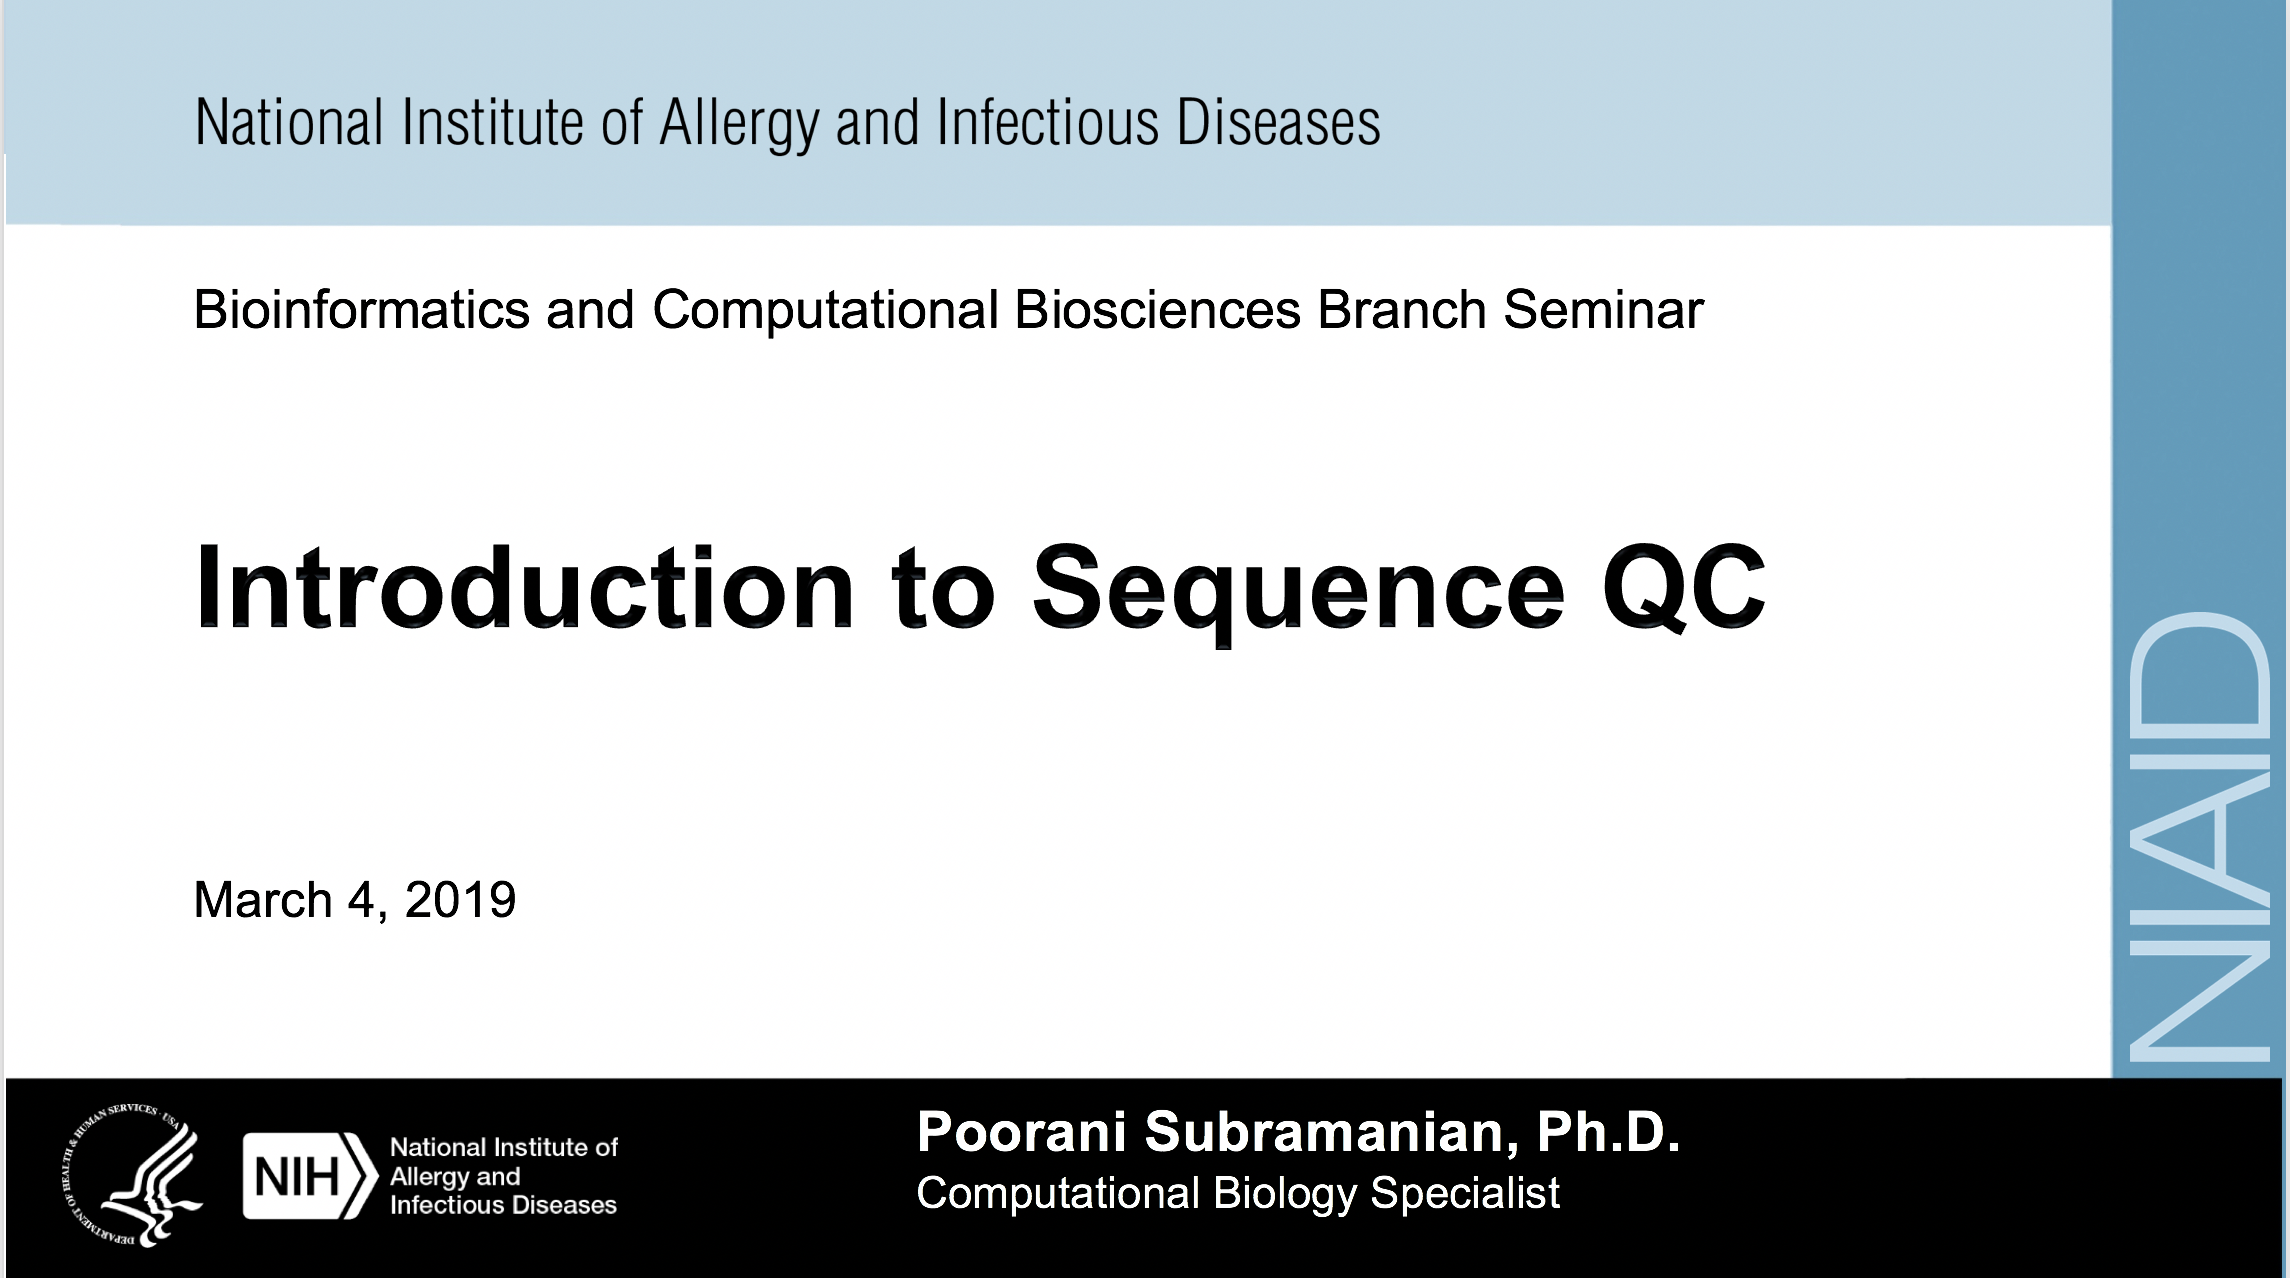 National Institute of Allergy and Infectious Diseases
Bioinformatics and Computational Biosciences Branch Seminar
Introduction to Sequence QC
March 4, 2019
NIAID
DEPARTMENT OF HEALTH & HUMAN SERVICES · USA
NIH
National Institute of
Allergy and
Infectious Diseases
Poorani Subramanian, Ph.D.
Computational Biology Specialist